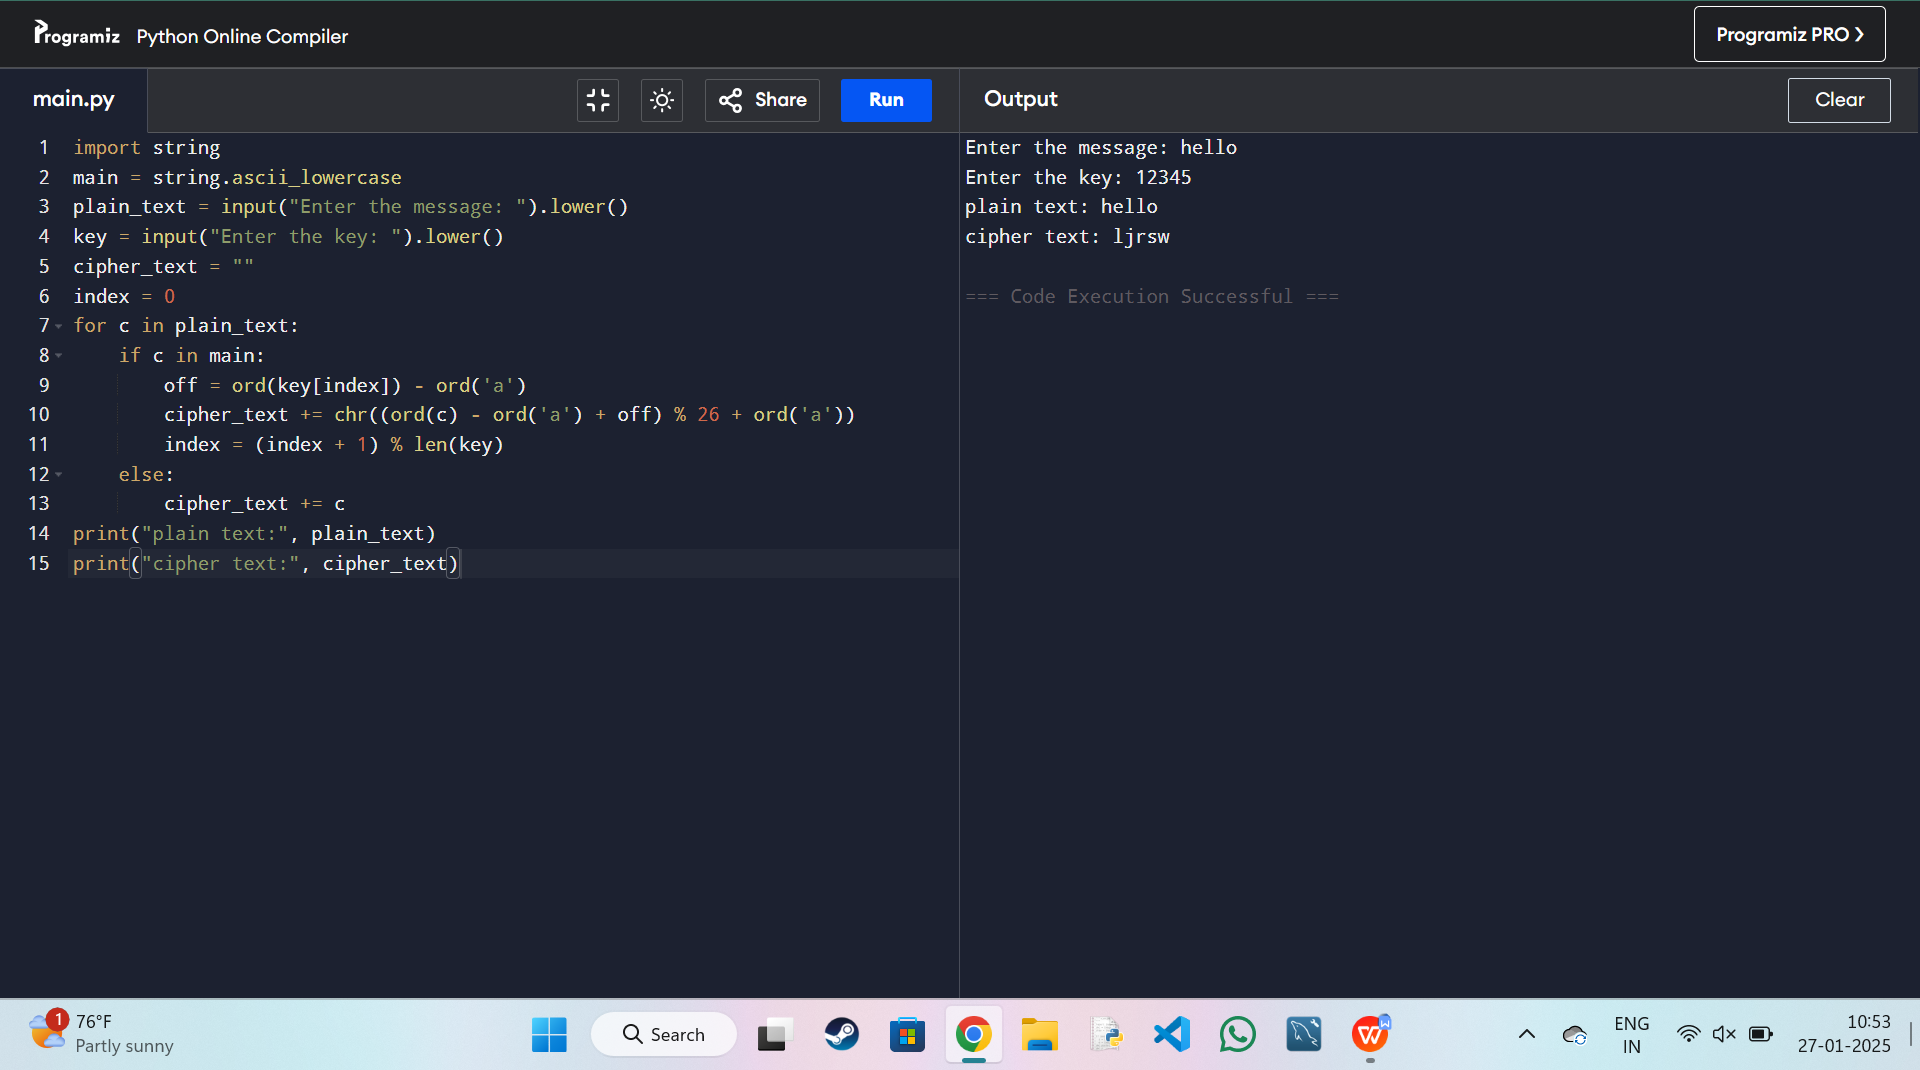 Programiz Python Online Compiler
Programiz PRO ❯
main.py
Share
Run
Output
Clear
1 import string
2 main = string.ascii_lowercase
3 plain_text = input("Enter the message: ").lower()
4 key = input("Enter the key: ").lower()
5 cipher_text = ""
6 index = 0
7 for c in plain_text:
8     if c in main:
9         off = ord(key[index]) - ord('a')
10         cipher_text += chr((ord(c) - ord('a') + off) % 26 + ord('a'))
11         index = (index + 1) % len(key)
12     else:
13         cipher_text += c
14 print("plain text:", plain_text)
15 print("cipher text:", cipher_text)
Enter the message: hello
Enter the key: 12345
plain text: hello
cipher text: ljrsw
=== Code Execution Successful ===
1
76°F
Partly sunny
Search
W
W
ENG
IN
10:53
27-01-2025